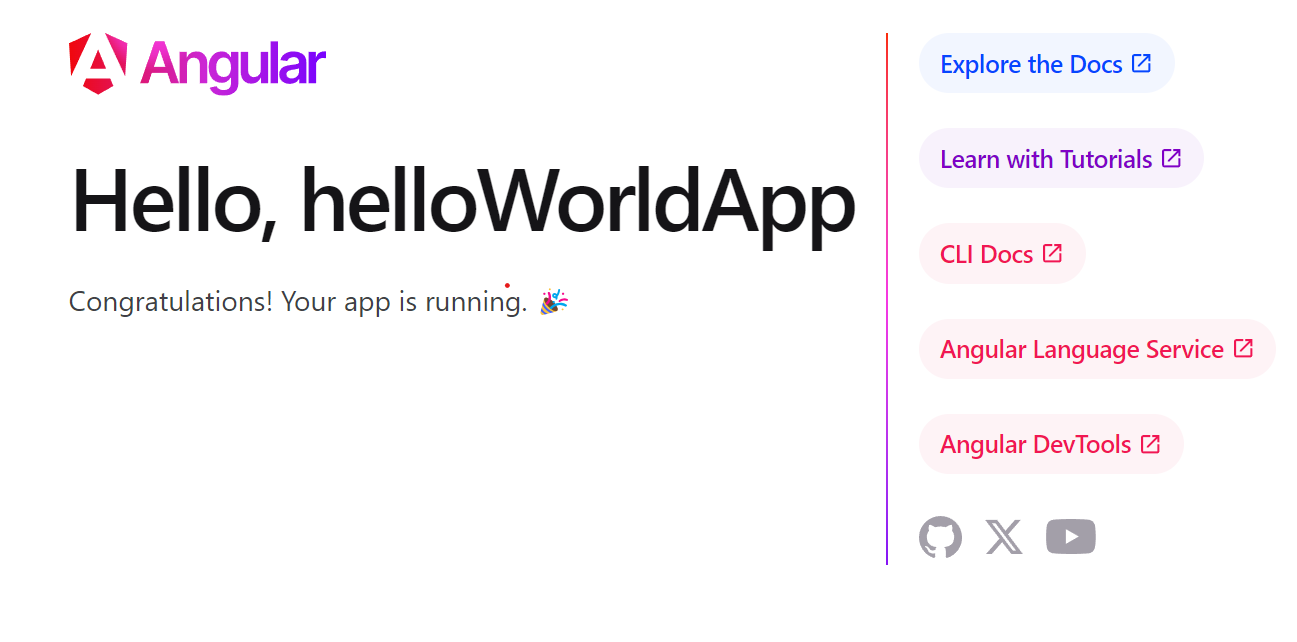 Angular
Hello, helloWorldApp
Congratulations! Your app is running. 🎉
Explore the Docs
Learn with Tutorials
CLI Docs
Angular Language Service
Angular DevTools